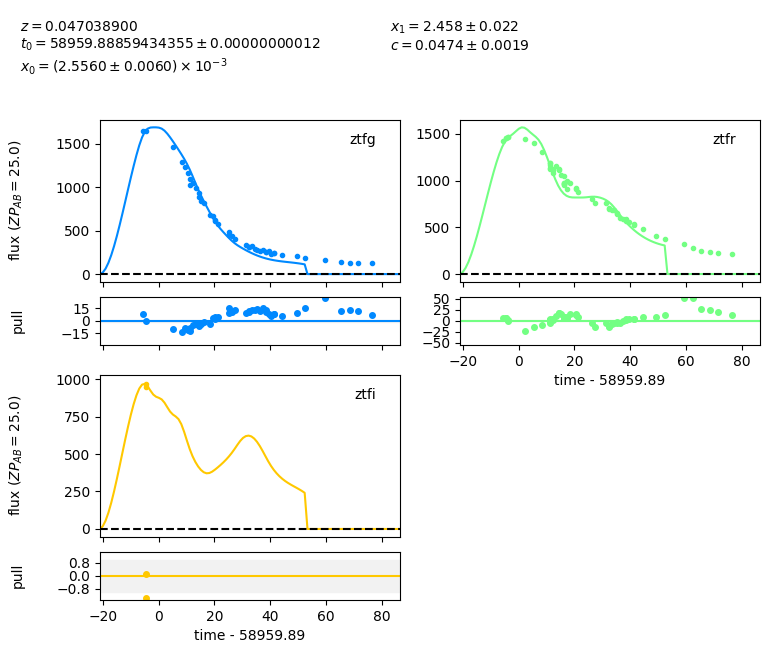 z = 0.047038900
t₀ = 58959.88859434355 ± 0.00000000012
x₀ = (2.5560 ± 0.0060) × 10⁻³
x₁ = 2.458 ± 0.022
c = 0.0474 ± 0.0019
flux (ZP_AB = 25.0)
1500
1000
500
0
ztfg
pull
15
0
−15
1500
1000
500
0
ztfr
50
25
0
−25
−50
−20 0 20 40 60 80
time - 58959.89
flux (ZP_AB = 25.0)
1000
750
500
250
0
ztfi
pull
0.8
0.0
−0.8
−20 0 20 40 60 80
time - 58959.89